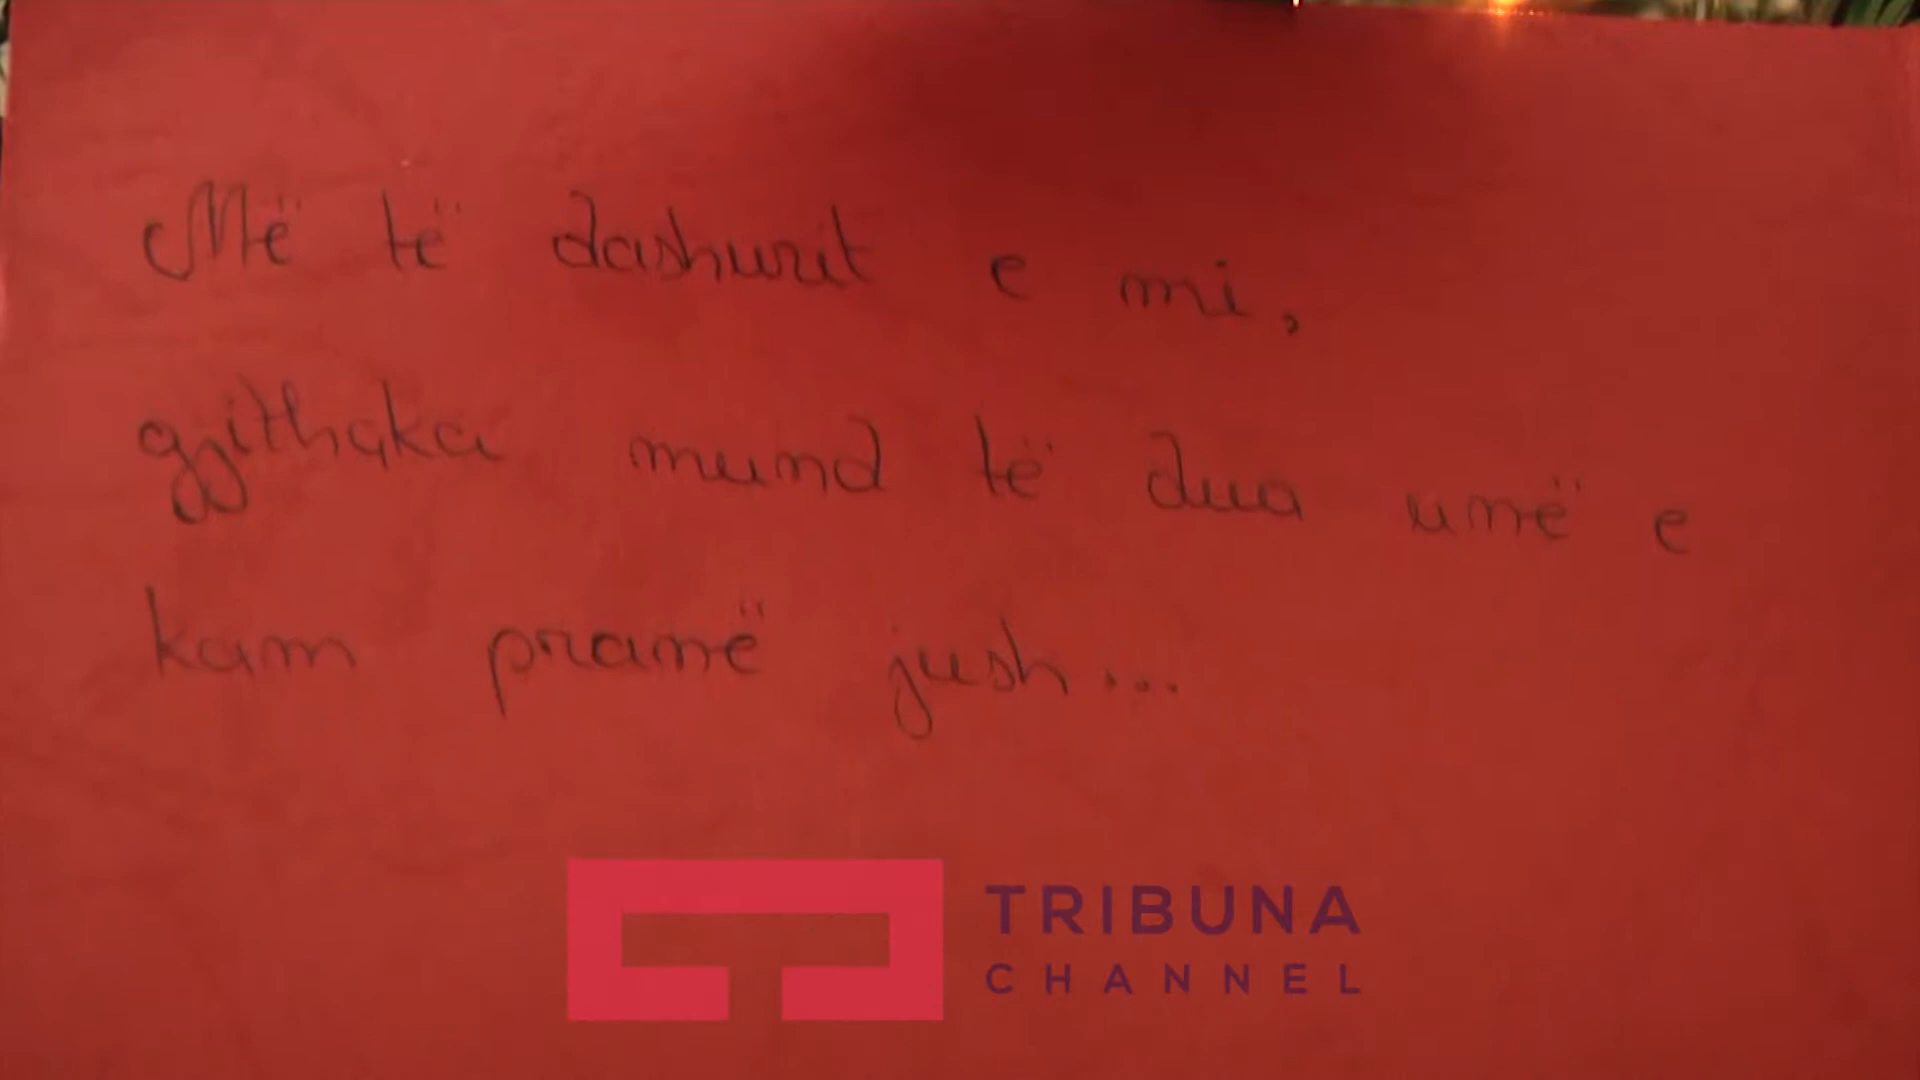 Më të dashurit e mi,
gjithçka mund të dua unë e
kam pranë jush...
TRIBUNA
CHANNEL